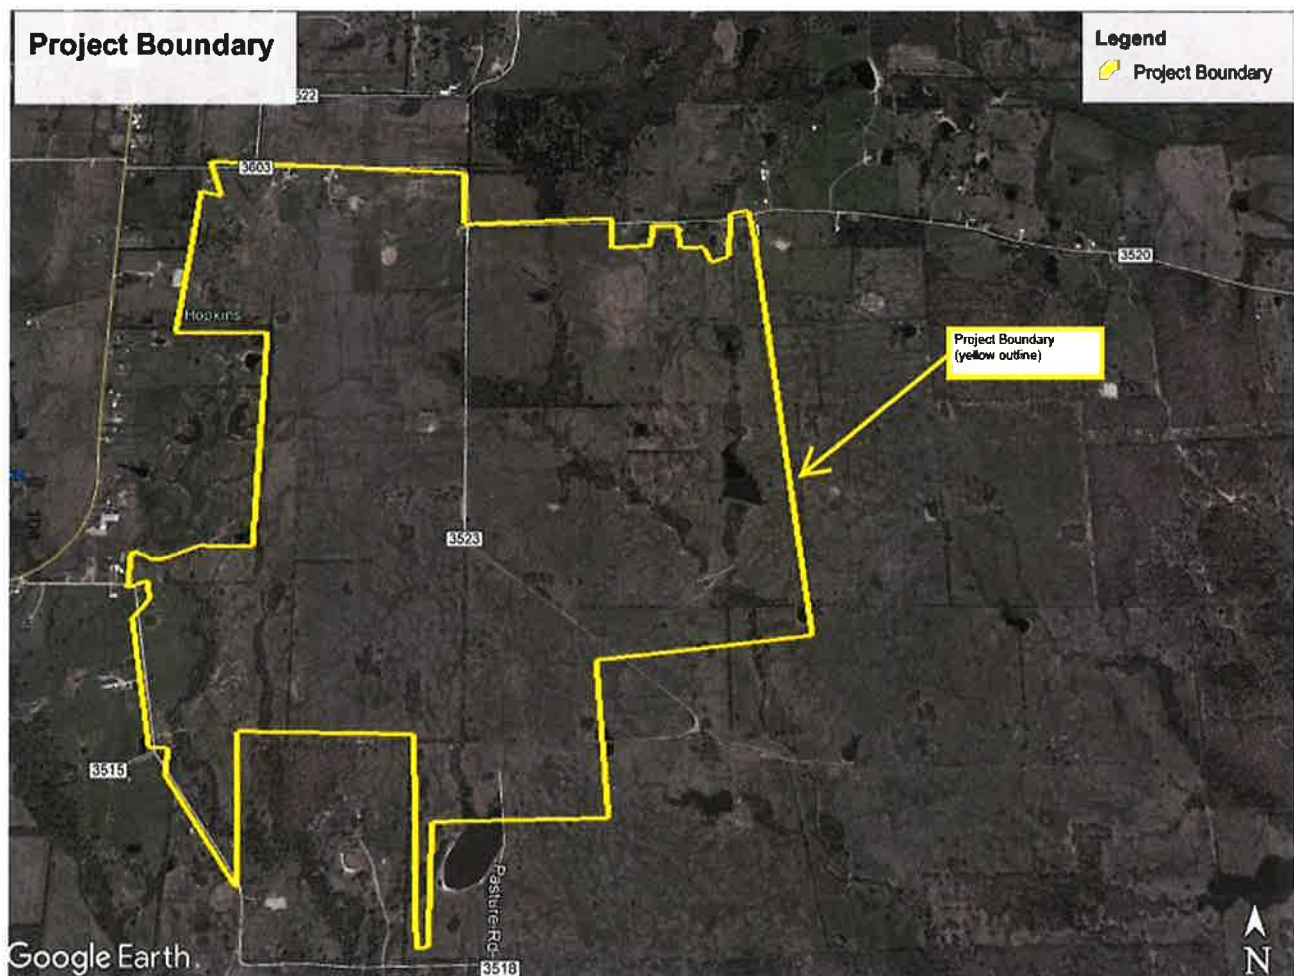 Project Boundary
Legend
Project Boundary
522
3603
3520
Hopkins
Project Boundary
(yellow outline)
3523
3515
Pasture Rd
3518
Google Earth
N